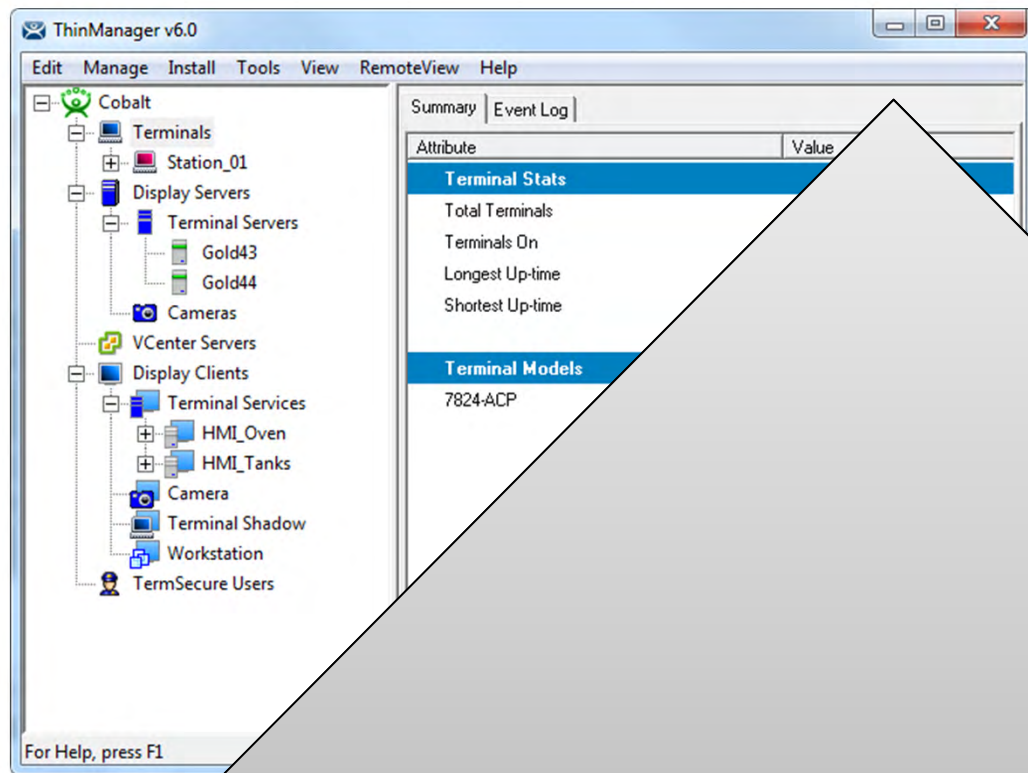 ThinManager v6.0
Edit Manage Install Tools View RemoteView Help
Cobalt
Terminals
Station_01
Display Servers
Terminal Servers
Gold43
Gold44
Cameras
VCenter Servers
Display Clients
Terminal Services
HMI_Oven
HMI_Tanks
Camera
Terminal Shadow
Workstation
TermSecure Users
Summary Event Log
Attribute Value
Terminal Stats
Total Terminals
Terminals On
Longest Up-time
Shortest Up-time
Terminal Models
7824-ACP
For Help, press F1